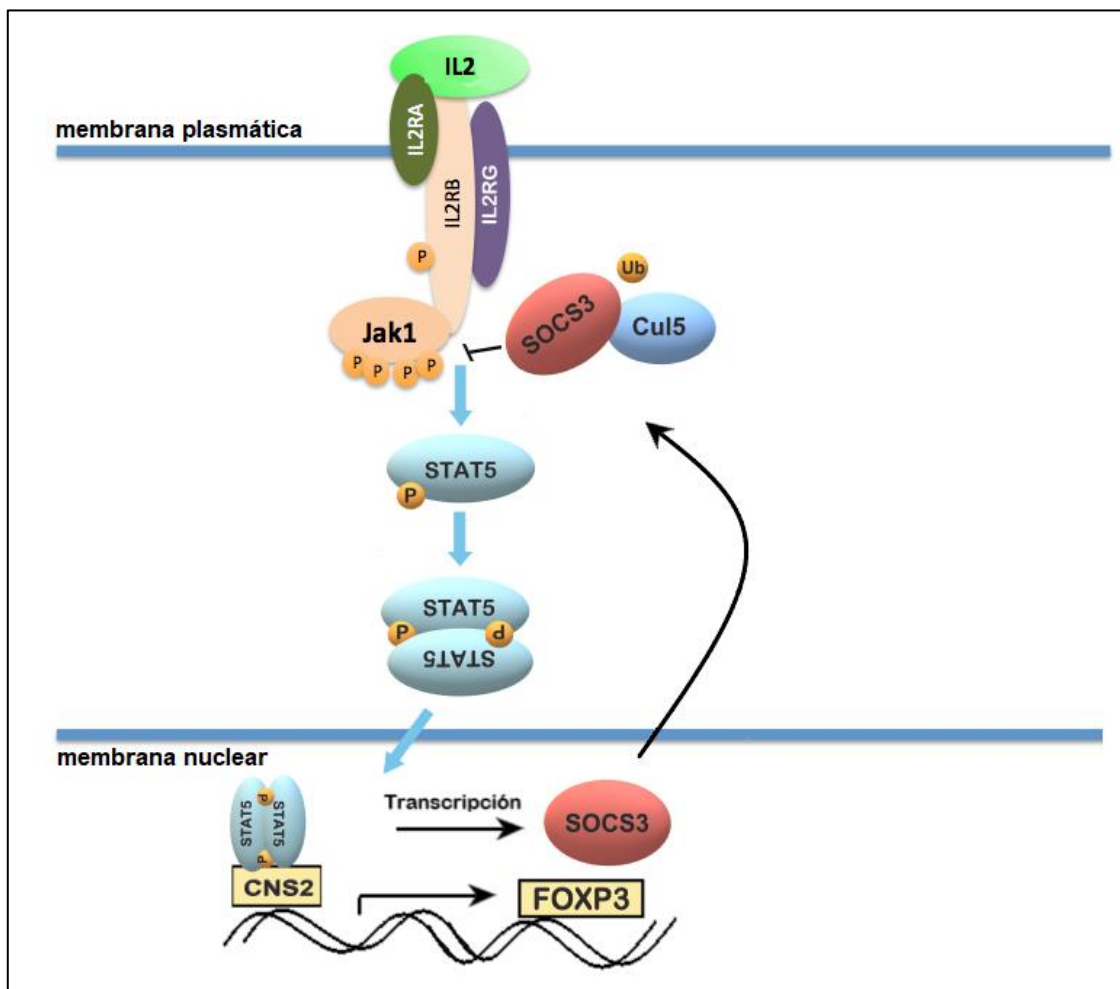 IL2
IL2RA
membrana plasmática
IL2RB
IL2RG
P
Ub
SOCS3
Cul5
Jak1
P
P
P
P
STAT5
P
STAT5
P
P
STAT5
membrana nuclear
STAT5
P
STAT5
P
Transcripción
SOCS3
CNS2
FOXP3